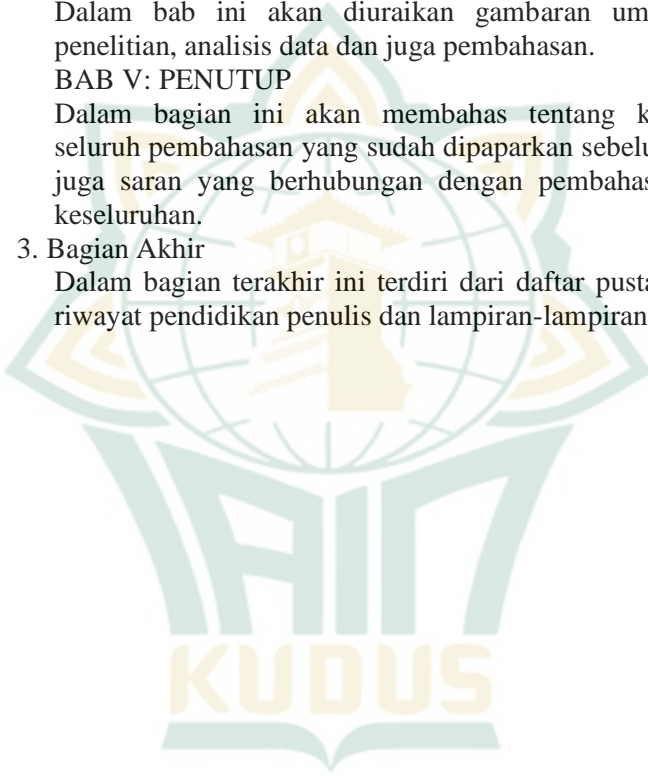 Dalam bab ini akan diuraikan gambaran um
penelitian, analisis data dan juga pembahasan.
BAB V: PENUTUP
Dalam bagian ini akan membahas tentang k
seluruh pembahasan yang sudah dipaparkan sebelu
juga saran yang berhubungan dengan pembahas
keseluruhan.
3. Bagian Akhir
Dalam bagian terakhir ini terdiri dari daftar pusta
riwayat pendidikan penulis dan lampiran-lampiran
IAIN
KUDUS